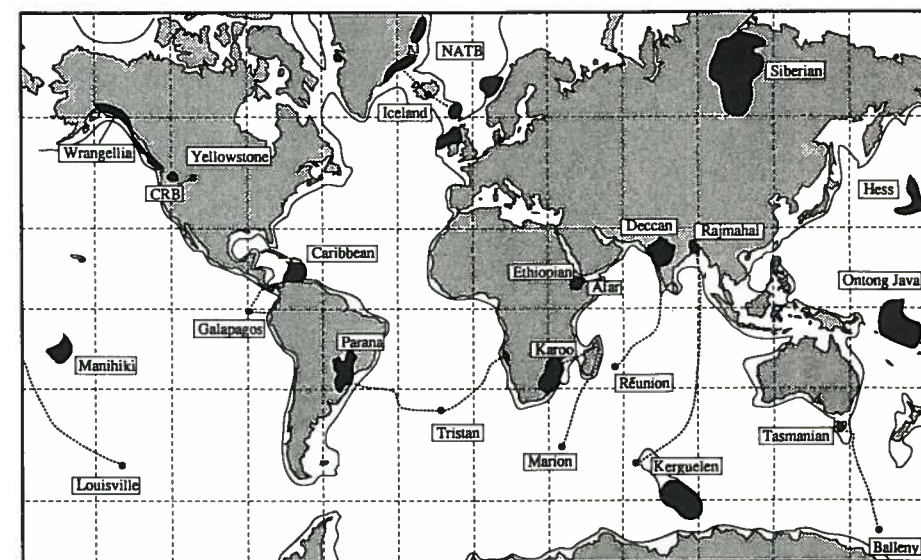 NATB
Siberian
Iceland
Wrangellia
Yellowstone
CRB
Hess
Deccan
Rajmahal
Caribbean
Ethiopian
Afar
Ontong Java
Galapagos
Parana
Karoo
Manihiki
Réunion
Tristan
Tasmanian
Marion
Kerguelen
Louisville
Balleny